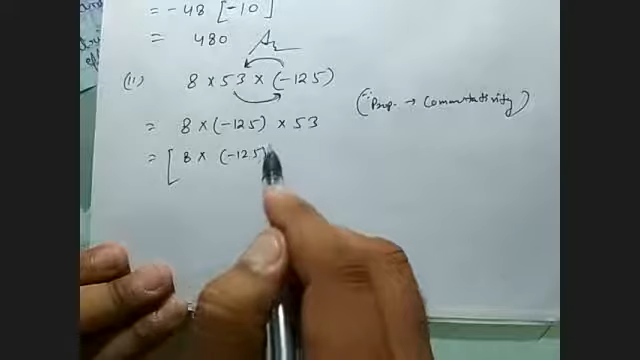 = -48 [-10]
= 480 Ans
(ii) 8 × 53 × (-125)
(∵ Prop. → Commutativity)
= 8 × (-125) × 53
= [8 × (-125)